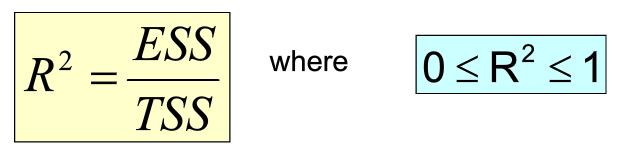 R² = ESS / TSS where 0 ≤ R² ≤ 1